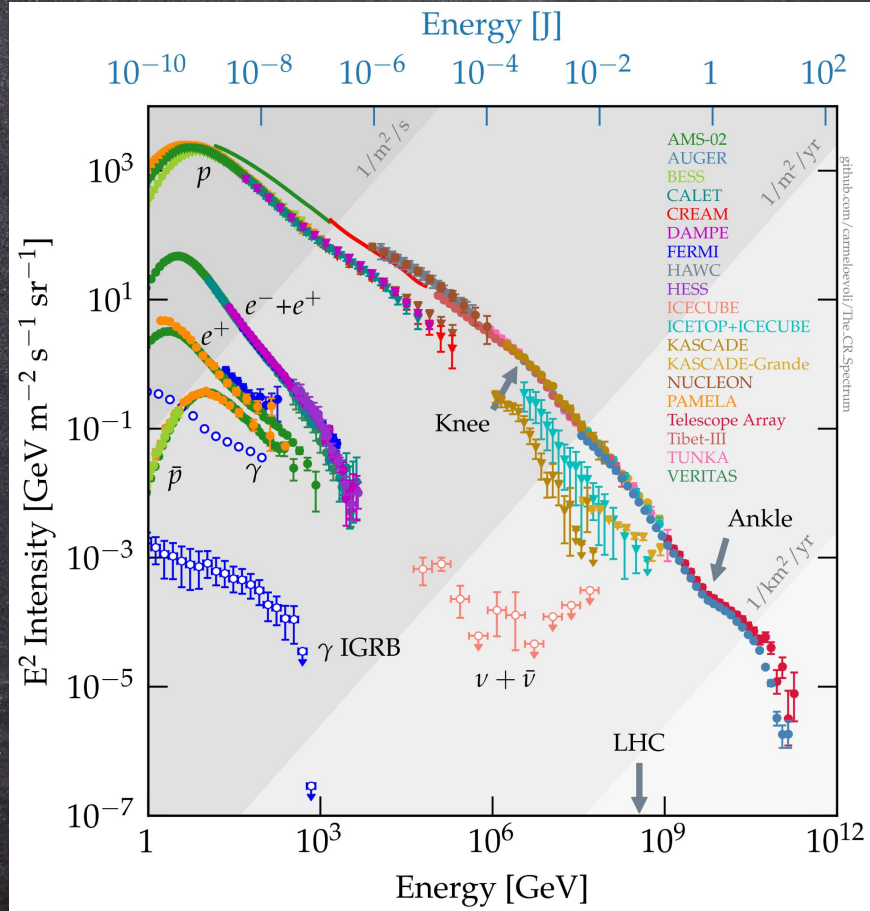 Energy [J]
10⁻¹⁰ 10⁻⁸ 10⁻⁶ 10⁻⁴ 10⁻² 1 10²
E² Intensity [GeV m⁻² s⁻¹ sr⁻¹]
10³
10¹
10⁻¹
10⁻³
10⁻⁵
10⁻⁷
1/m²/s
1/m²/yr
1/km²/yr
p
e⁻+e⁺
e⁺
p̄
γ
γ IGRB
ν + ν̄
Knee
Ankle
LHC
AMS-02
AUGER
BESS
CALET
CREAM
DAMPE
FERMI
HAWC
HESS
ICECUBE
ICETOP+ICECUBE
KASCADE
KASCADE-Grande
NUCLEON
PAMELA
Telescope Array
Tibet-III
TUNKA
VERITAS
github.com/carmeloevoli/The_CR_Spectrum
1 10³ 10⁶ 10⁹ 10¹²
Energy [GeV]